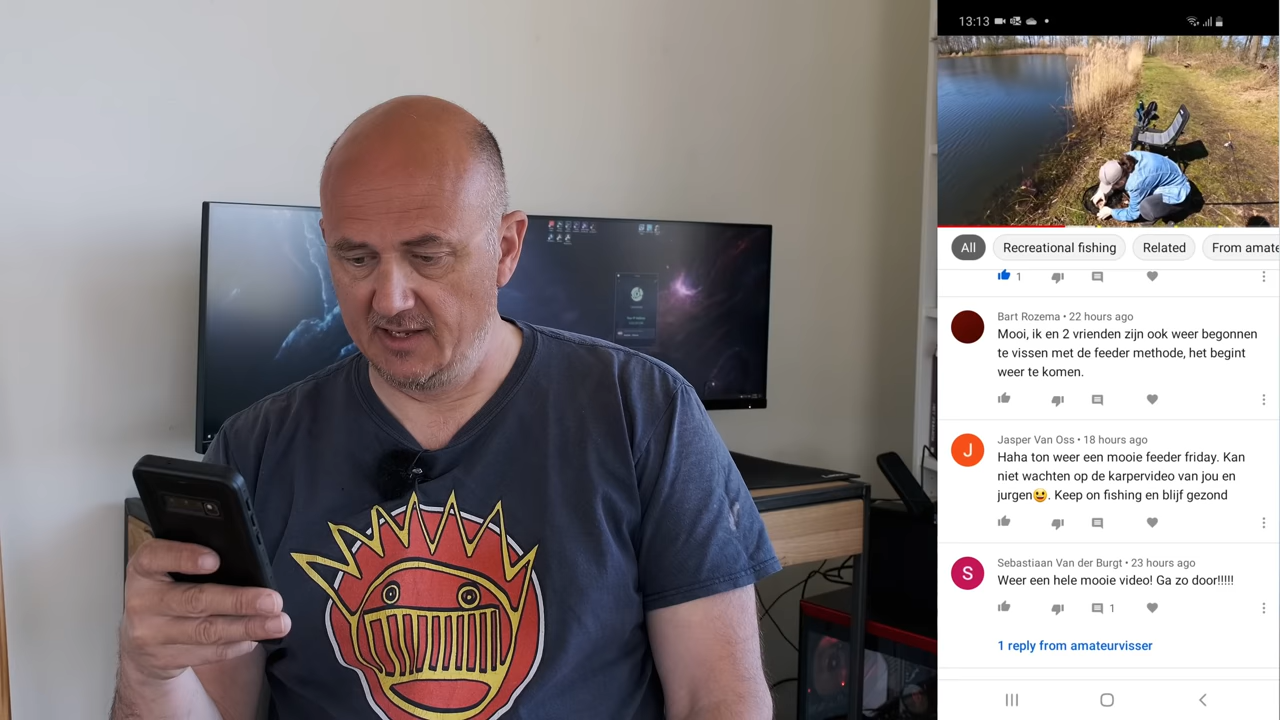 13:13
All
Recreational fishing
Related
From amate
1
Bart Rozema • 22 hours ago
Mooi, ik en 2 vrienden zijn ook weer begonnen
te vissen met de feeder methode, het begint
weer te komen.
Jasper Van Oss • 18 hours ago
J
Haha ton weer een mooie feeder friday. Kan
niet wachten op de karpervideo van jou en
jurgen😃. Keep on fishing en blijf gezond
Sebastiaan Van der Burgt • 23 hours ago
S
Weer een hele mooie video! Ga zo door!!!!!
1
1 reply from amateurvisser